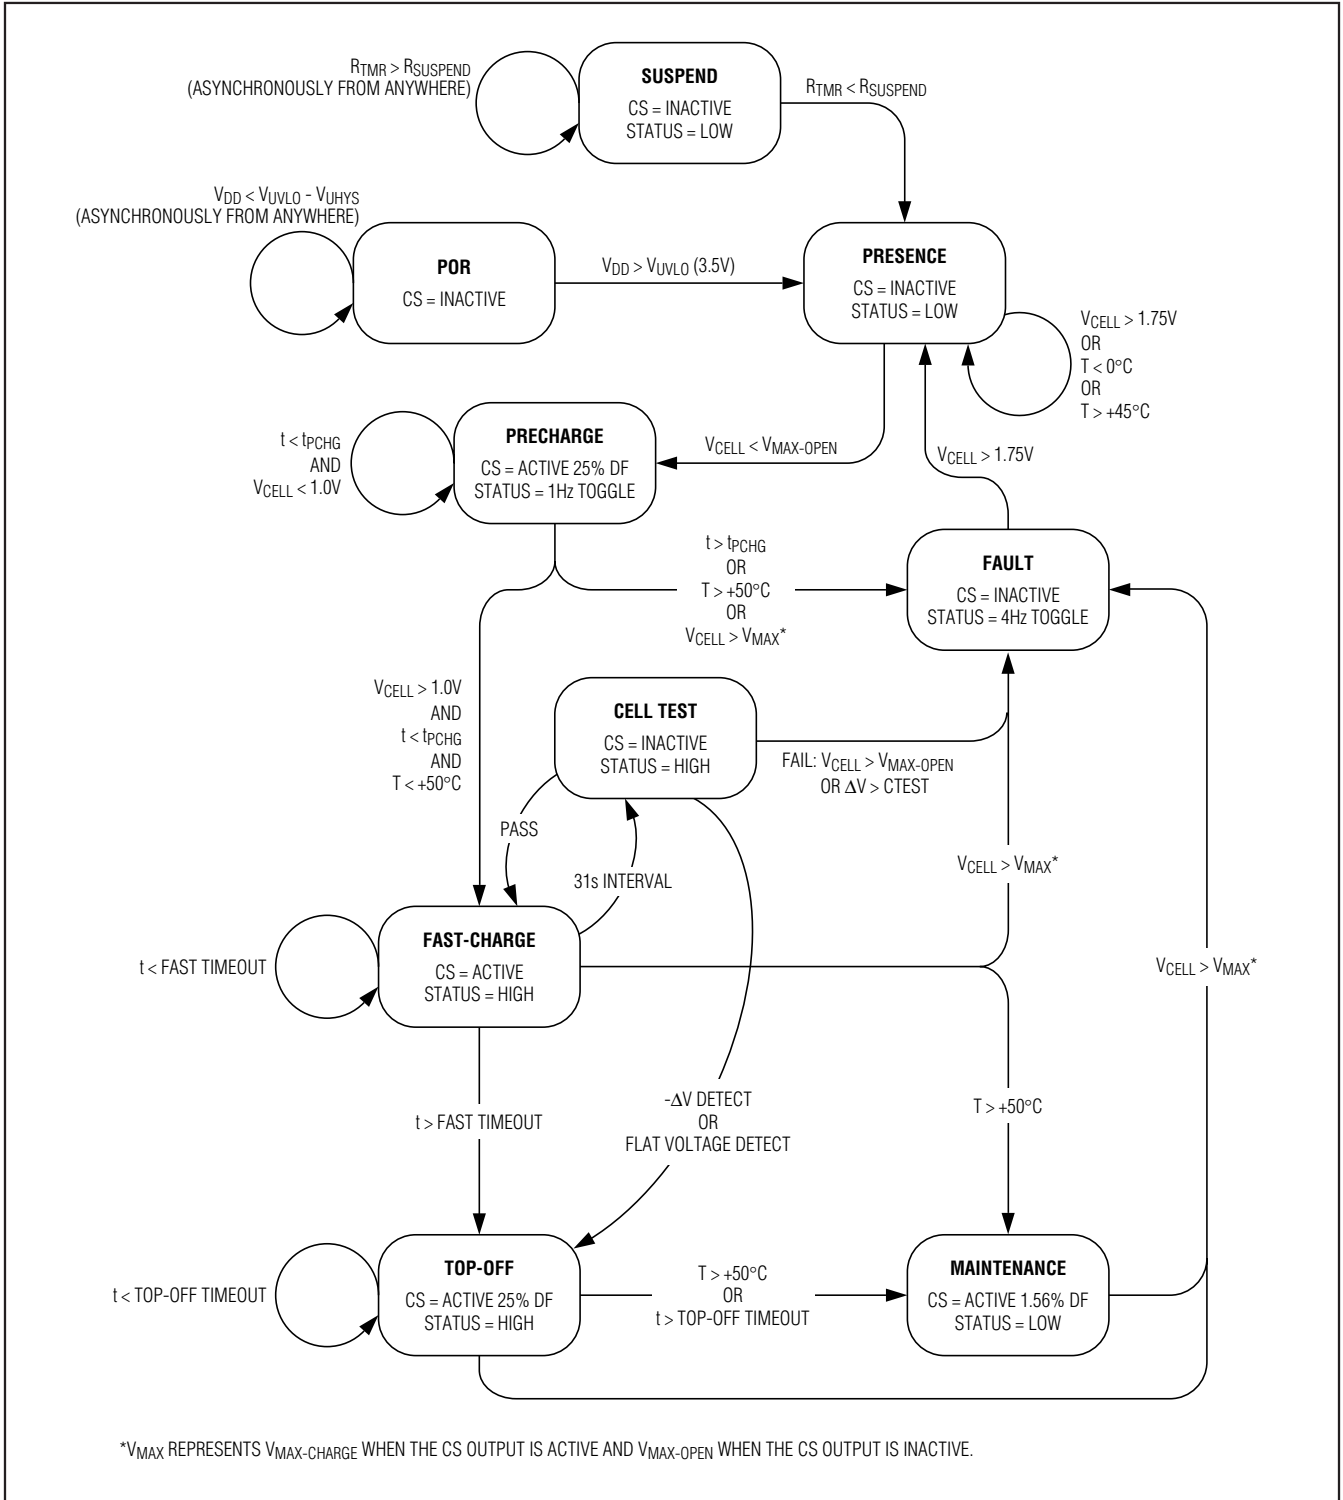 SUSPEND
CS = INACTIVE
STATUS = LOW
RTMR > RSUSPEND
(ASYNCHRONOUSLY FROM ANYWHERE)
RTMR < RSUSPEND
VDD < VUVLO - VUHYS
(ASYNCHRONOUSLY FROM ANYWHERE)
POR
CS = INACTIVE
VDD > VUVLO (3.5V)
PRESENCE
CS = INACTIVE
STATUS = LOW
VCELL > 1.75V
OR
T < 0°C
OR
T > +45°C
t < tPCHG
AND
VCELL < 1.0V
PRECHARGE
CS = ACTIVE 25% DF
STATUS = 1Hz TOGGLE
VCELL < VMAX-OPEN
VCELL > 1.75V
t > tPCHG
OR
T > +50°C
OR
VCELL > VMAX*
FAULT
CS = INACTIVE
STATUS = 4Hz TOGGLE
VCELL > 1.0V
AND
t < tPCHG
AND
T < +50°C
CELL TEST
CS = INACTIVE
STATUS = HIGH
FAIL: VCELL > VMAX-OPEN
OR ΔV > CTEST
PASS
31s INTERVAL
VCELL > VMAX*
t < FAST TIMEOUT
FAST-CHARGE
CS = ACTIVE
STATUS = HIGH
VCELL > VMAX*
t > FAST TIMEOUT
-ΔV DETECT
OR
FLAT VOLTAGE DETECT
T > +50°C
t < TOP-OFF TIMEOUT
TOP-OFF
CS = ACTIVE 25% DF
STATUS = HIGH
T > +50°C
OR
t > TOP-OFF TIMEOUT
MAINTENANCE
CS = ACTIVE 1.56% DF
STATUS = LOW
*VMAX REPRESENTS VMAX-CHARGE WHEN THE CS OUTPUT IS ACTIVE AND VMAX-OPEN WHEN THE CS OUTPUT IS INACTIVE.